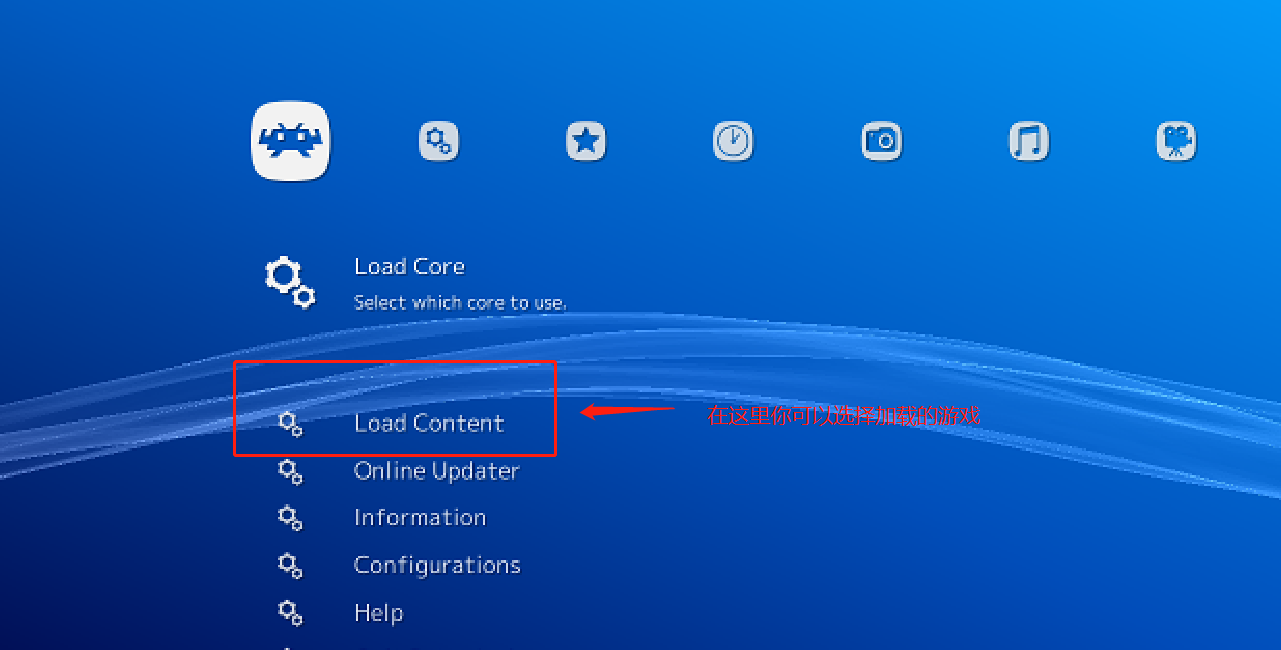 Load Core
Select which core to use.
Load Content
在这里你可以选择加载的游戏
Online Updater
Information
Configurations
Help